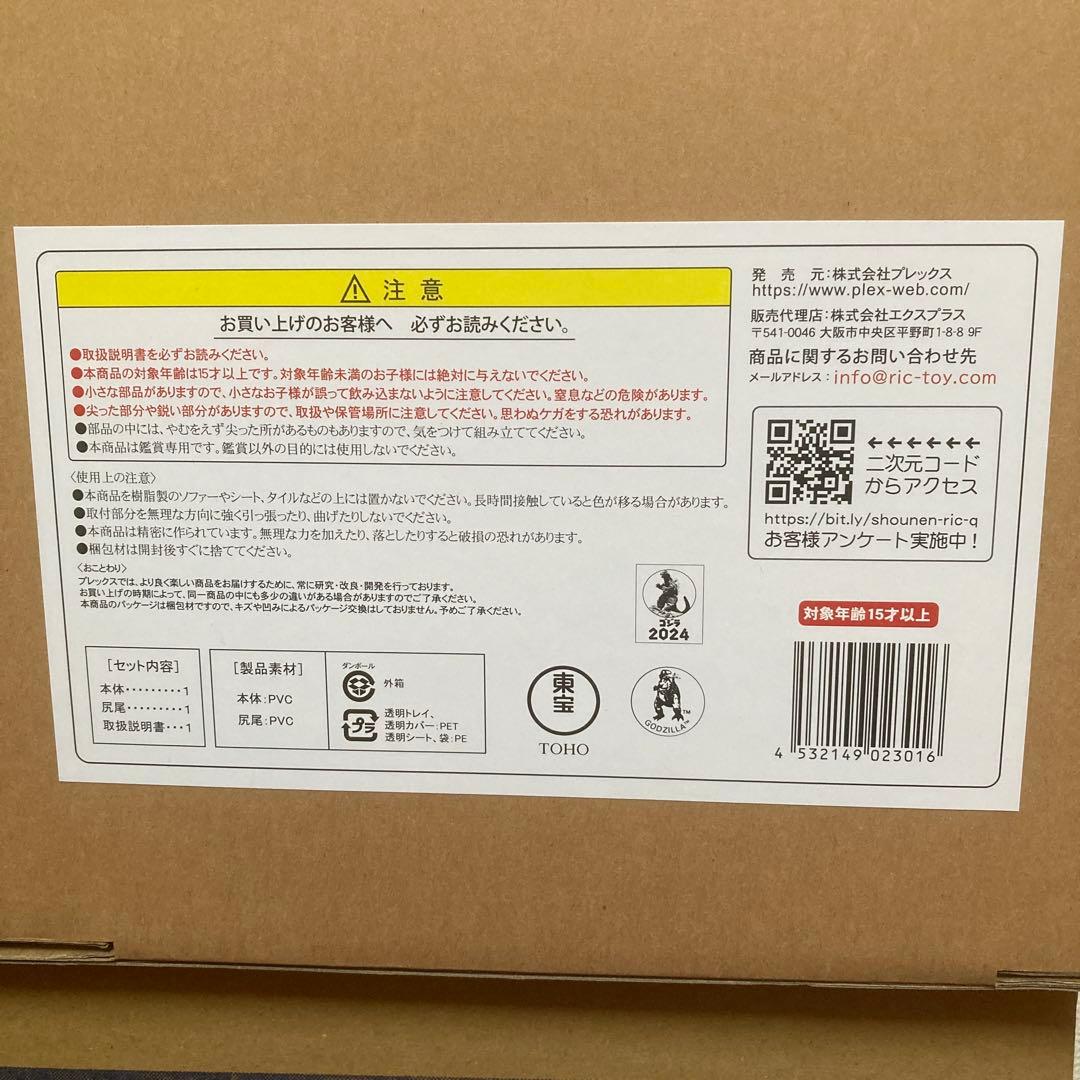 注意
お買い上げのお客様へ 必ずお読みください。
●取扱説明書を必ずお読みください。
●本商品の対象年齢は15才以上です。対象年齢未満のお子様には絶対に与えないでください。
●小さな部品がありますので、小さなお子様が誤って飲み込まないように注意してください。窒息などの危険があります。
●尖った部分や鋭い部分がありますので、取扱や保管場所に注意してください。思わぬケガをする恐れがあります。
●部品の中には、やむをえず尖った所があるものもありますので、気をつけて組み立ててください。
●本商品は鑑賞専用です。鑑賞以外の目的には使用しないでください。
〈使用上の注意〉
●本商品を樹脂製のソファーやシート、タイルなどの上には置かないでください。長時間接触していると色が移る場合があります。
●取付部分を無理な方向に強く引っ張ったり、曲げたりしないでください。
●本商品は精密に作られています。無理な力を加えたり、落としたりすると破損の恐れがあります。
●梱包材は開封後すぐに捨ててください。
〈おことわり〉
プレックスでは、より良く楽しい商品をお届けするために、常に研究・改良・開発を行っております。
お買い上げの時期によって、同一商品の中にも多少の違いがある場合がありますのでご了承ください。
本商品のパッケージは梱包材ですので、キズや凹みによるパッケージ交換はしておりません。予めご了承ください。
[セット内容]
本体・・・・・・・・・1
尻尾・・・・・・・・・1
取扱説明書・・・1
[製品素材]
本体：PVC
尻尾：PVC
ダンボール
外箱
プラ
透明トレイ、
透明カバー：PET
透明シート、袋：PE
ゴジラ
2024
東宝
TOHO
GODZILLA™
TM
発売元：株式会社プレックス
https://www.plex-web.com/
販売代理店：株式会社エクスプラス
〒541-0046 大阪市中央区平野町1-8-8 9F
商品に関するお問い合わせ先
メールアドレス：info@ric-toy.com
←←←←←←
二次元コード
からアクセス
https://bit.ly/shounen-ric-q
お客様アンケート実施中！
対象年齢15才以上
4 532149 023016